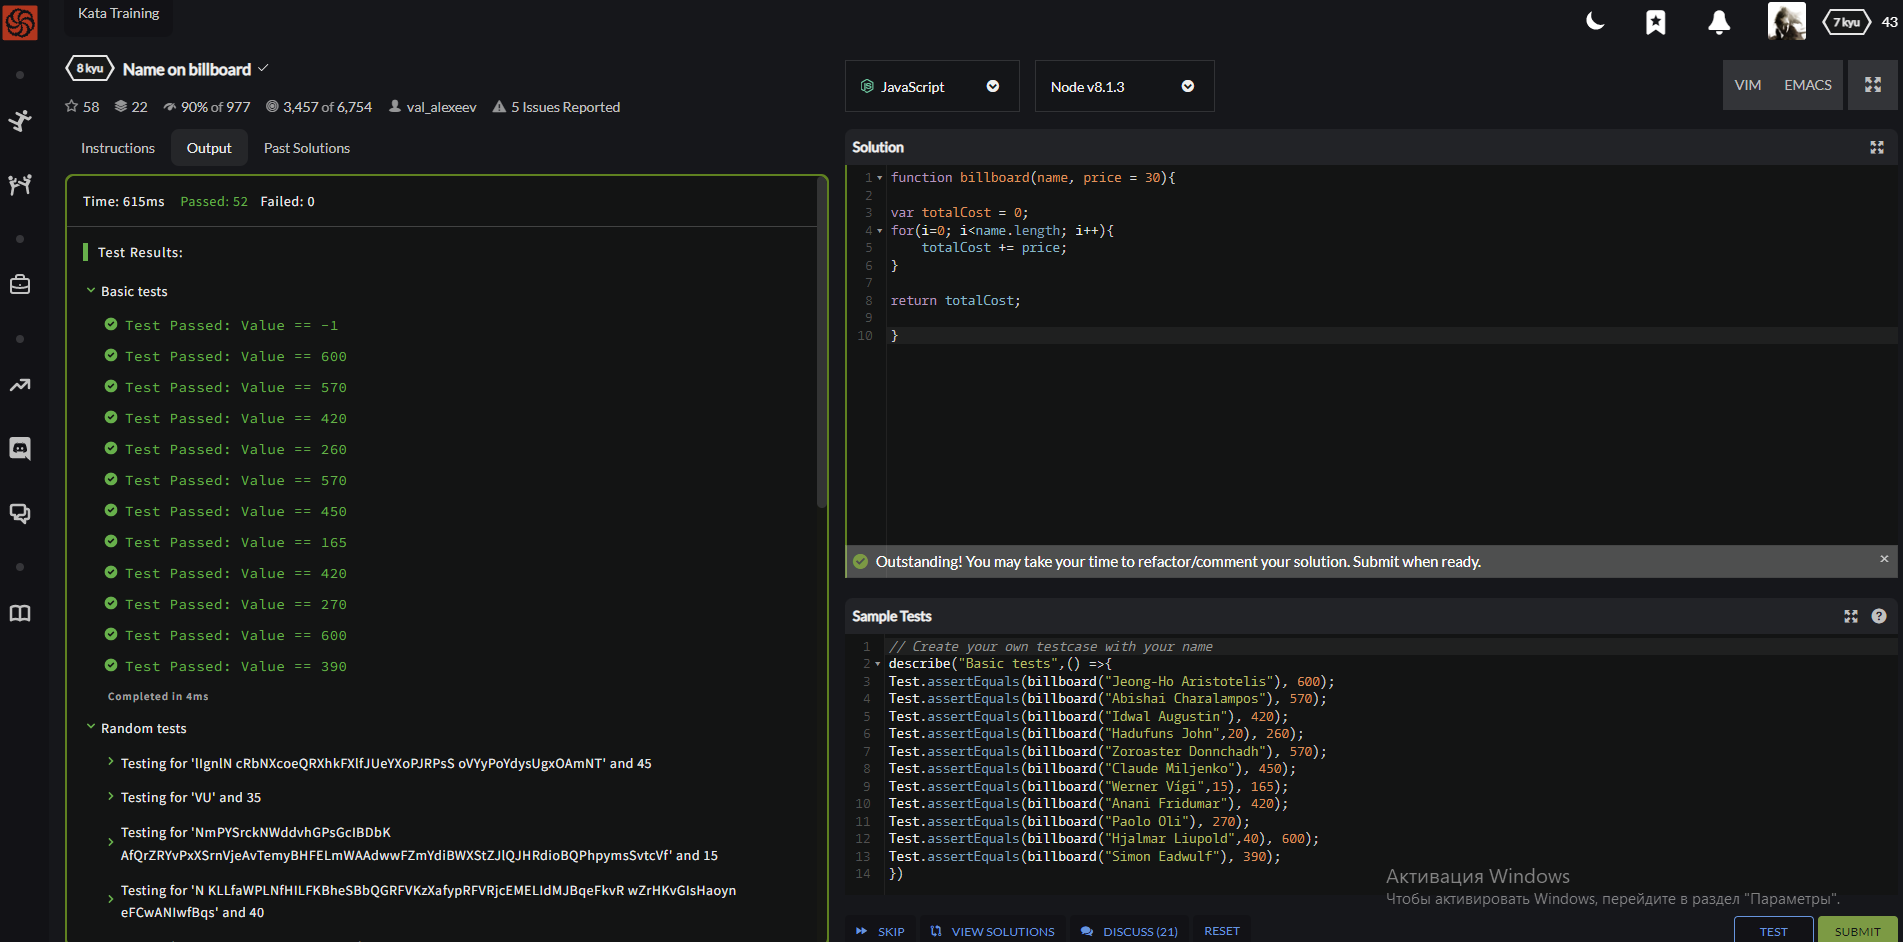 Kata Training
7 kyu
43
8 kyu
Name on billboard
58
22
90% of 977
3,457 of 6,754
val_alexeev
5 Issues Reported
Instructions
Output
Past Solutions
Time: 615ms Passed: 52 Failed: 0
Test Results:
Basic tests
Test Passed: Value == -1
Test Passed: Value == 600
Test Passed: Value == 570
Test Passed: Value == 420
Test Passed: Value == 260
Test Passed: Value == 570
Test Passed: Value == 450
Test Passed: Value == 165
Test Passed: Value == 420
Test Passed: Value == 270
Test Passed: Value == 600
Test Passed: Value == 390
Completed in 4ms
Random tests
Testing for 'lIgnlN cRbNXcoeQRXhkFXlfJUeYXoPJRPsS oVYyPoYdysUgxOAmNT' and 45
Testing for 'VU' and 35
Testing for 'NmPYSrckNWddvhGPsGcIBDbK
AfQrZRYvPxXSrnVjeAvTemyBHFELmWAAdwwFZmYdiBWXStZJlQJHRdioBQPhpymsSvtcVf' and 15
Testing for 'N KLLfaWPLNfHILFKBheSBbQGRFVKzXafypRFVRjcEMELIdMJBqeFkvR wZrHKvGIsHaoyn
eFCwANIwfBqs' and 40
JavaScript
Node v8.1.3
VIM
EMACS
Solution
1 function billboard(name, price = 30){
2
3 var totalCost = 0;
4 for(i=0; i<name.length; i++){
5 totalCost += price;
6 }
7
8 return totalCost;
9
10 }
Outstanding! You may take your time to refactor/comment your solution. Submit when ready.
×
Sample Tests
1 // Create your own testcase with your name
2 describe("Basic tests",() =>{
3 Test.assertEquals(billboard("Jeong-Ho Aristotelis"), 600);
4 Test.assertEquals(billboard("Abishai Charalampos"), 570);
5 Test.assertEquals(billboard("Idwal Augustin"), 420);
6 Test.assertEquals(billboard("Hadufuns John",20), 260);
7 Test.assertEquals(billboard("Zoroaster Donnchadh"), 570);
8 Test.assertEquals(billboard("Claude Miljenko"), 450);
9 Test.assertEquals(billboard("Werner Vígi",15), 165);
10 Test.assertEquals(billboard("Anani Fridumar"), 420);
11 Test.assertEquals(billboard("Paolo Oli"), 270);
12 Test.assertEquals(billboard("Hjalmar Liupold",40), 600);
13 Test.assertEquals(billboard("Simon Eadwulf"), 390);
14 })
Активация Windows
Чтобы активировать Windows, перейдите в раздел "Параметры".
SKIP
VIEW SOLUTIONS
DISCUSS (21)
RESET
TEST
SUBMIT